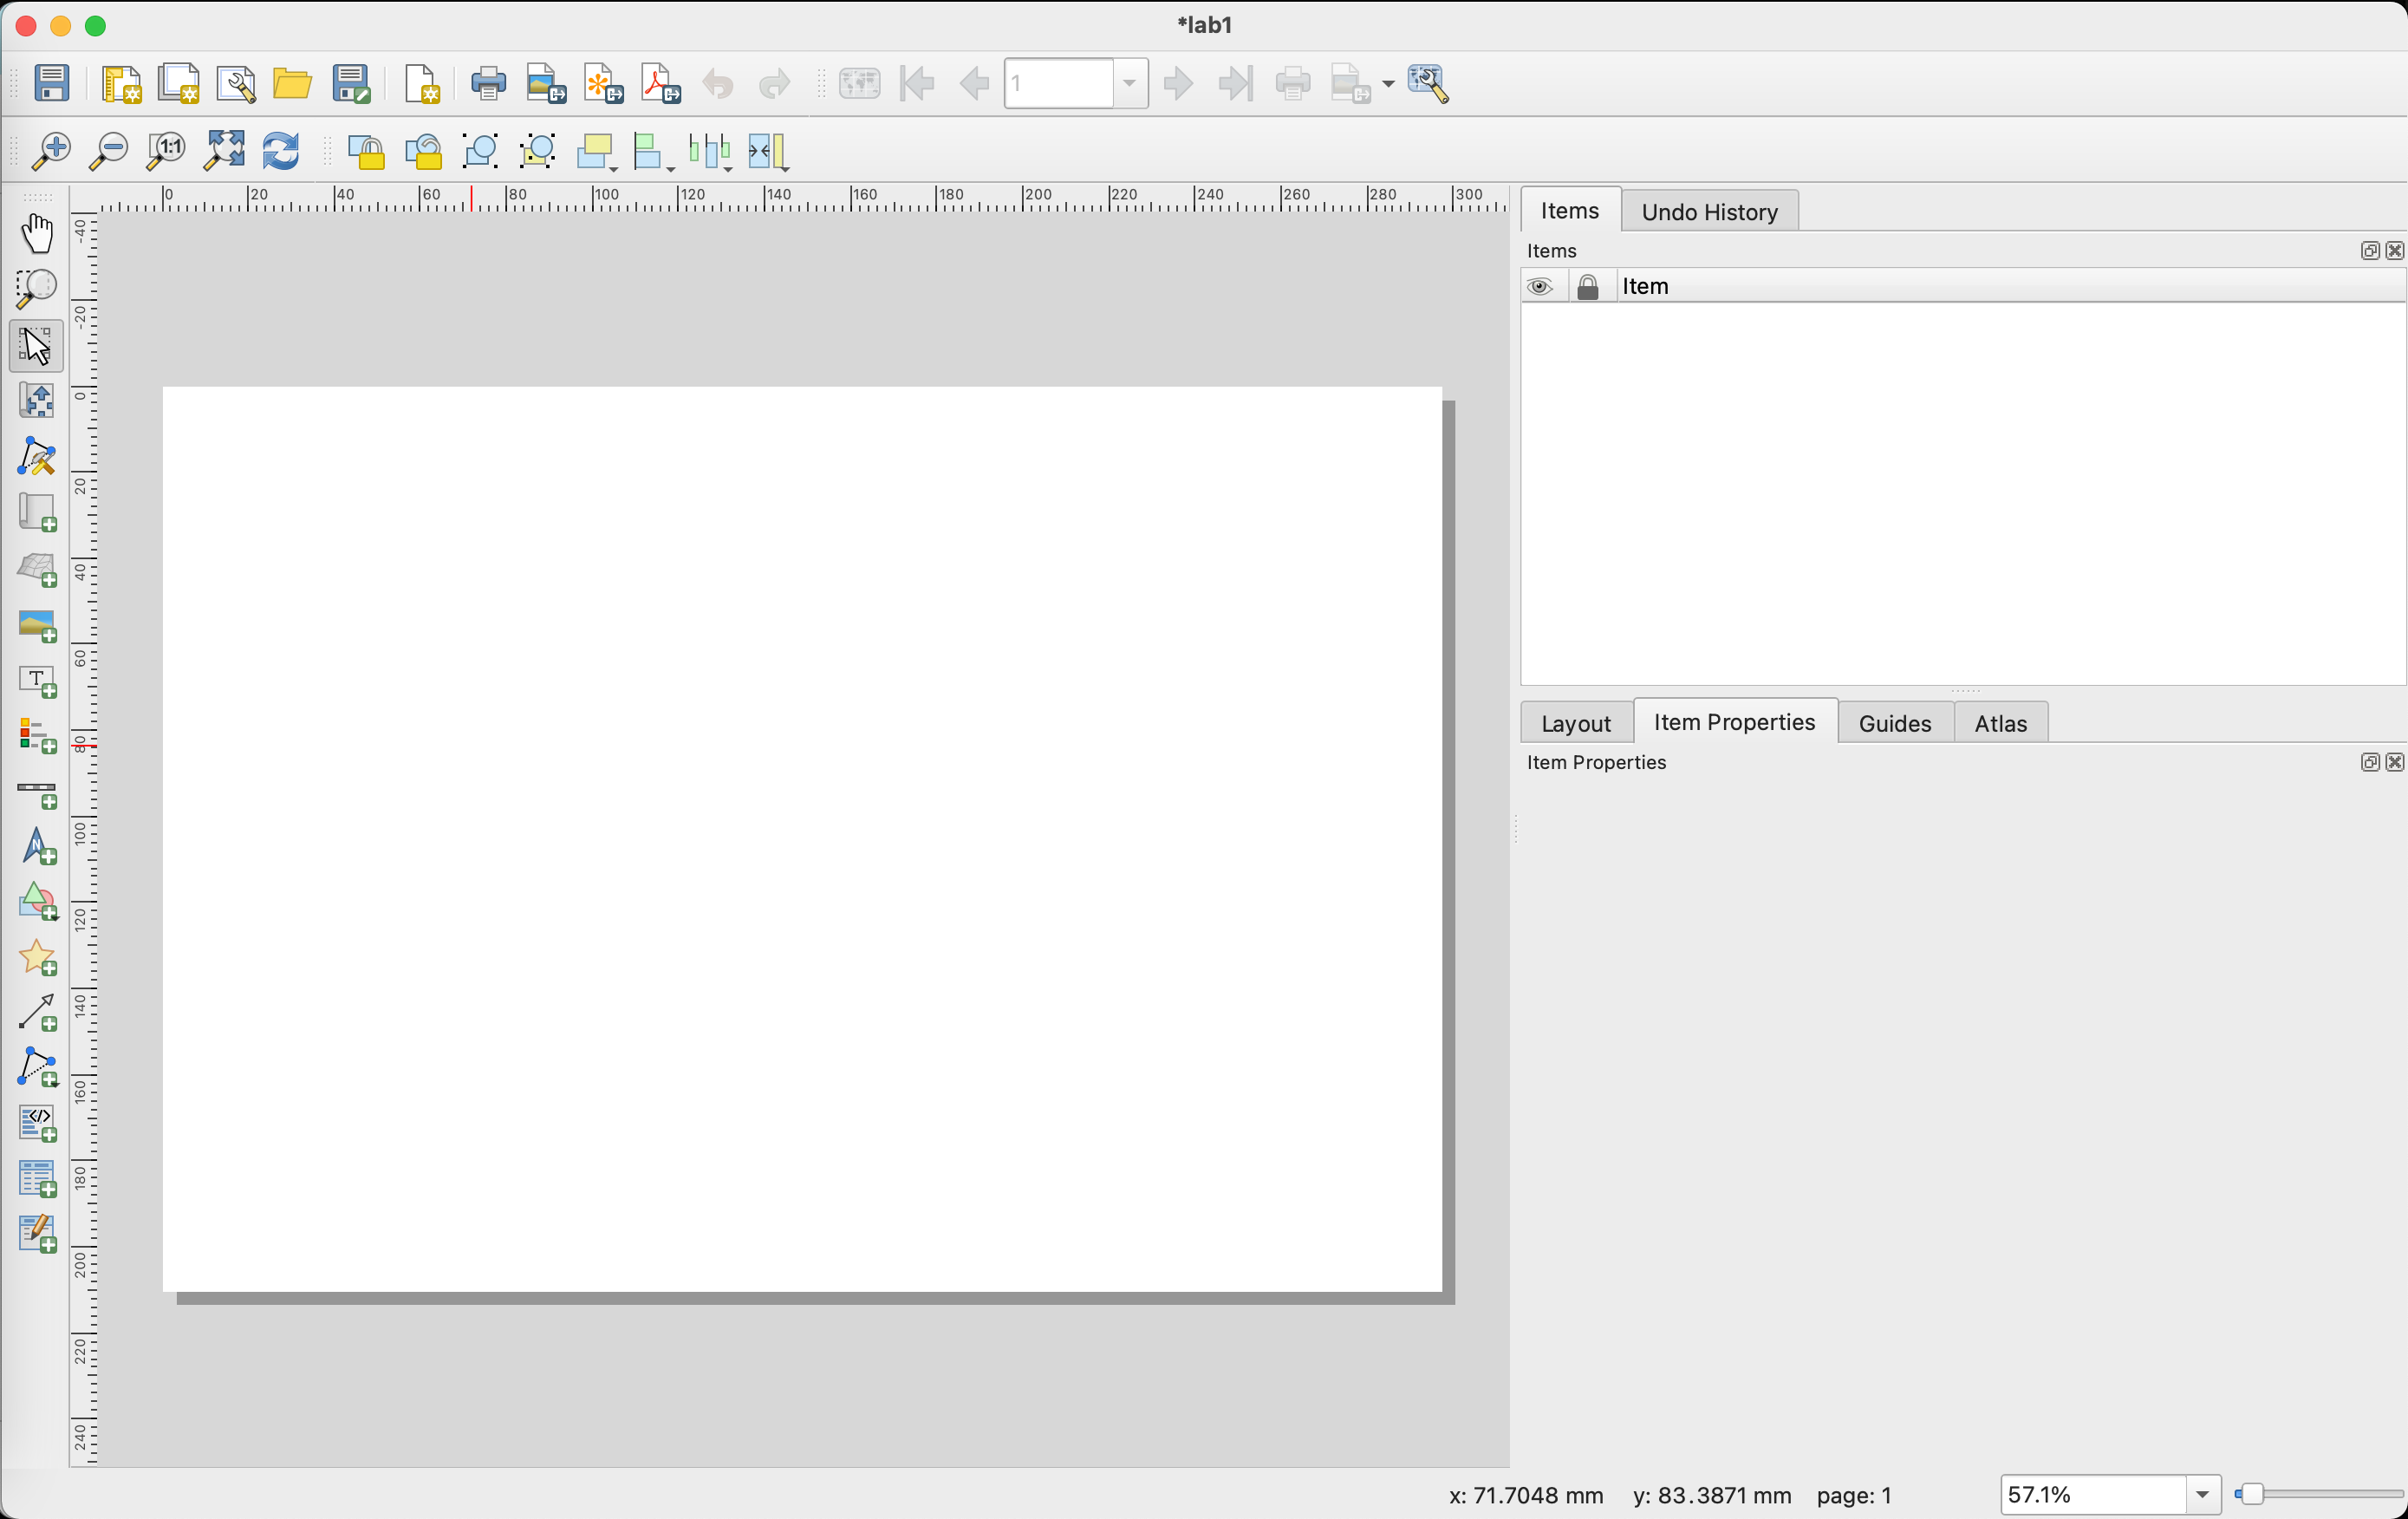 *lab1
1
1:1
0 20 40 60 80 100 120 140 160 180 200 220 240 260 280 300
-40
-20
0
20
40
60
80
100
120
140
160
180
200
220
240
T
N
</>
Items Undo History
Items
Item
Layout Item Properties Guides Atlas
Item Properties
x: 71.7048 mm y: 83.3871 mm page: 1 57.1%